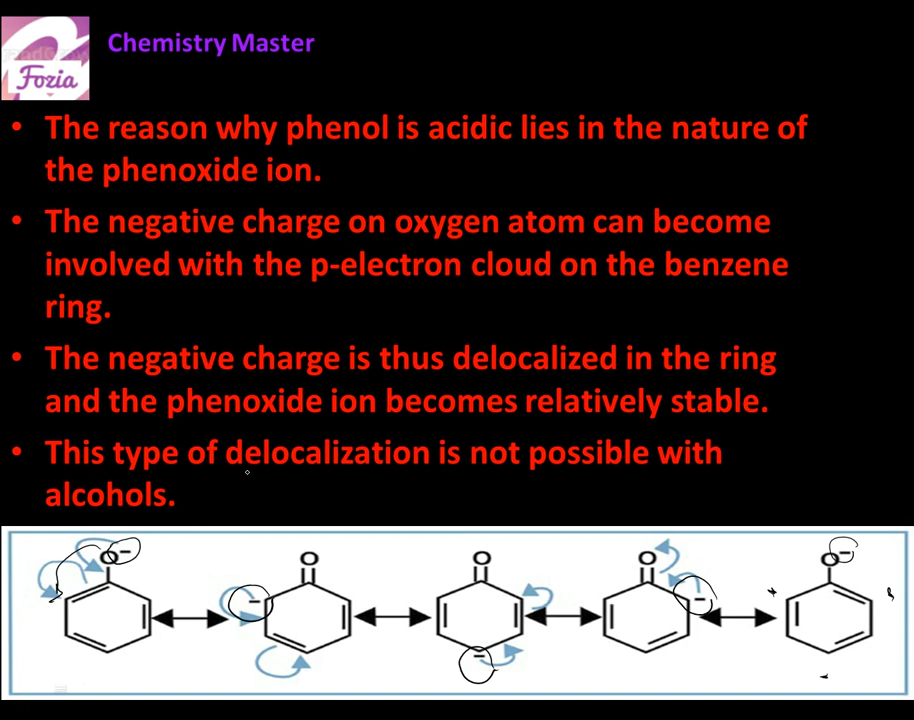 Chemistry Master
Fozia
• The reason why phenol is acidic lies in the nature of
the phenoxide ion.
• The negative charge on oxygen atom can become
involved with the p-electron cloud on the benzene
ring.
• The negative charge is thus delocalized in the ring
and the phenoxide ion becomes relatively stable.
• This type of delocalization is not possible with
alcohols.
O− O O O O−
− − −